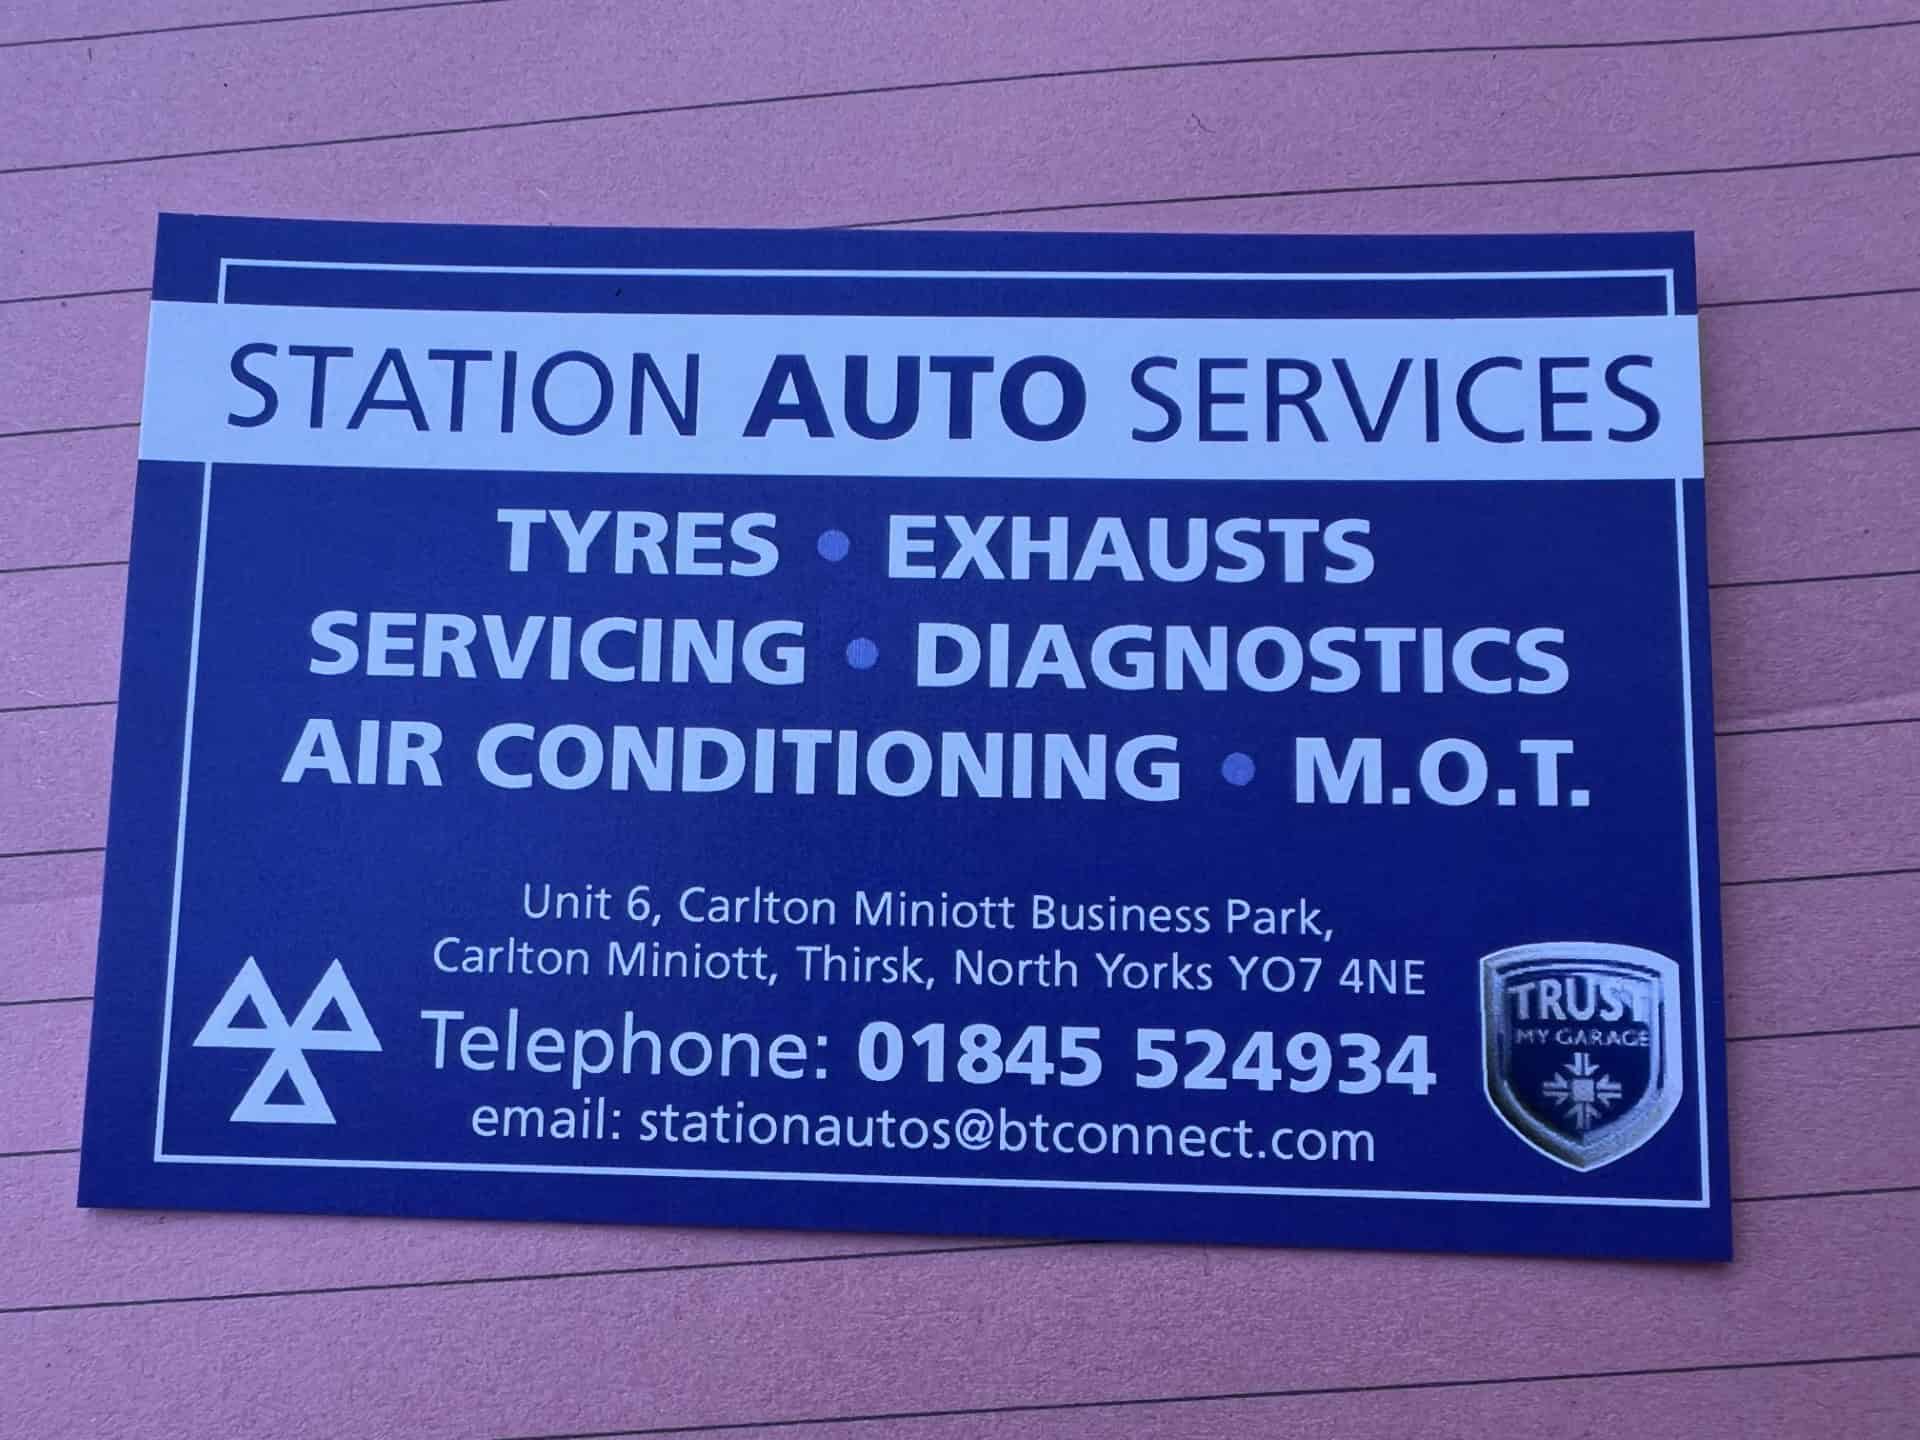 STATION AUTO SERVICES
TYRES • EXHAUSTS
SERVICING • DIAGNOSTICS
AIR CONDITIONING • M.O.T.
Unit 6, Carlton Miniott Business Park,
Carlton Miniott, Thirsk, North Yorks YO7 4NE
Telephone: 01845 524934
email: stationautos@btconnect.com
TRUST
MY GARAGE